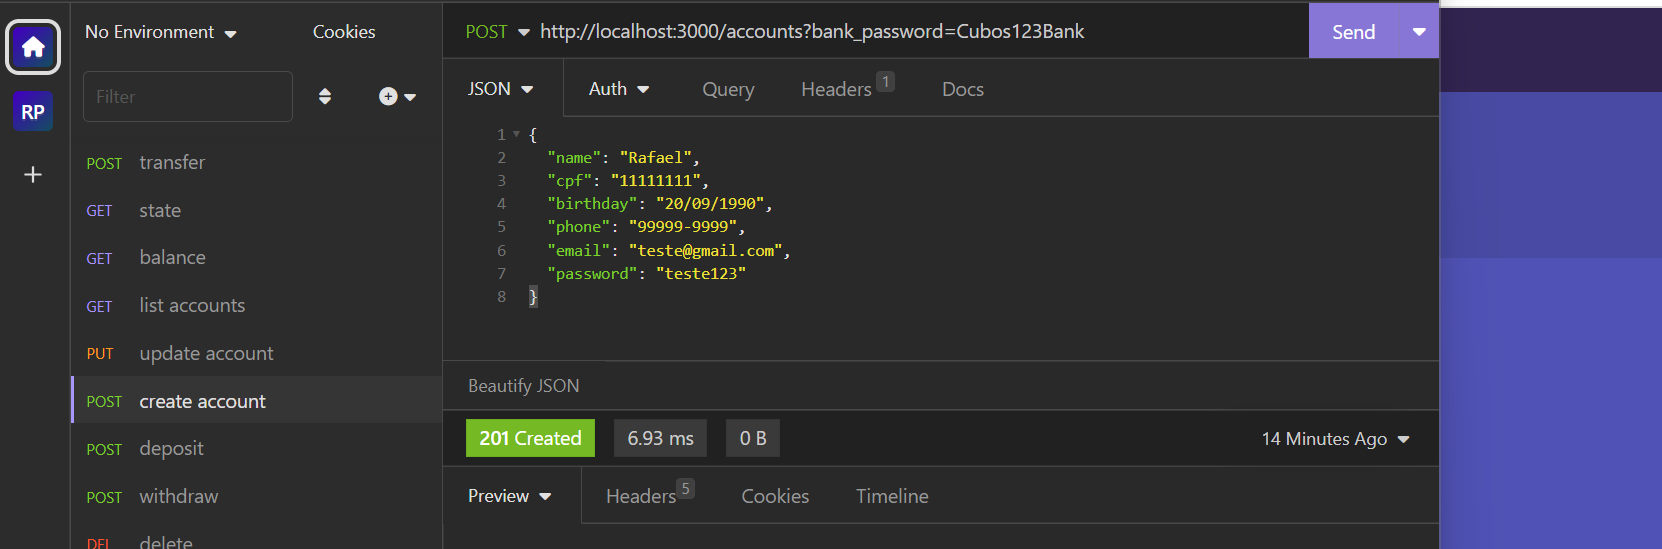 No Environment
Cookies
Filter
RP
POST transfer
GET state
GET balance
GET list accounts
PUT update account
POST create account
POST deposit
POST withdraw
DEL delete
POST http://localhost:3000/accounts?bank_password=Cubos123Bank
Send
JSON
Auth
Query
Headers 1
Docs
1 {
2 "name": "Rafael",
3 "cpf": "11111111",
4 "birthday": "20/09/1990",
5 "phone": "99999-9999",
6 "email": "teste@gmail.com",
7 "password": "teste123"
8 }
Beautify JSON
201 Created
6.93 ms
0 B
14 Minutes Ago
Preview
Headers 5
Cookies
Timeline